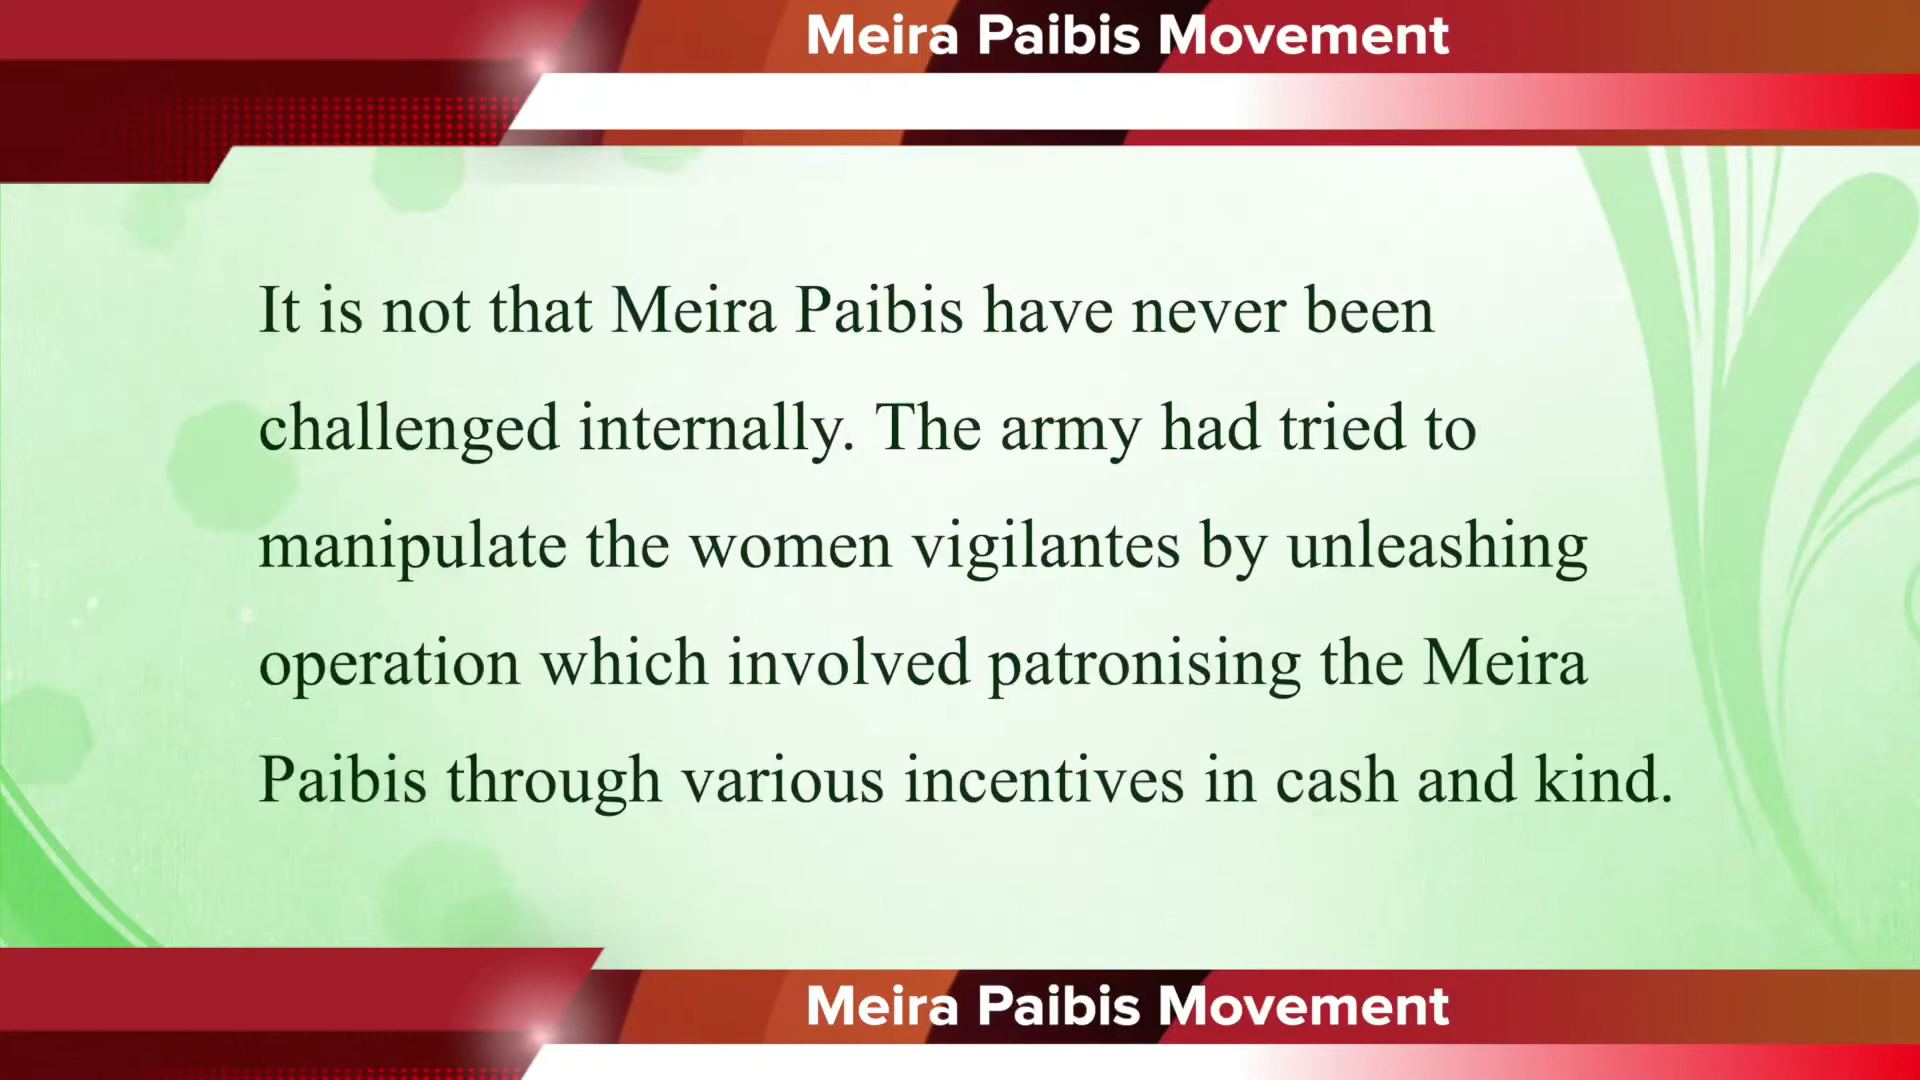 Meira Paibis Movement
It is not that Meira Paibis have never been
challenged internally. The army had tried to
manipulate the women vigilantes by unleashing
operation which involved patronising the Meira
Paibis through various incentives in cash and kind.
Meira Paibis Movement